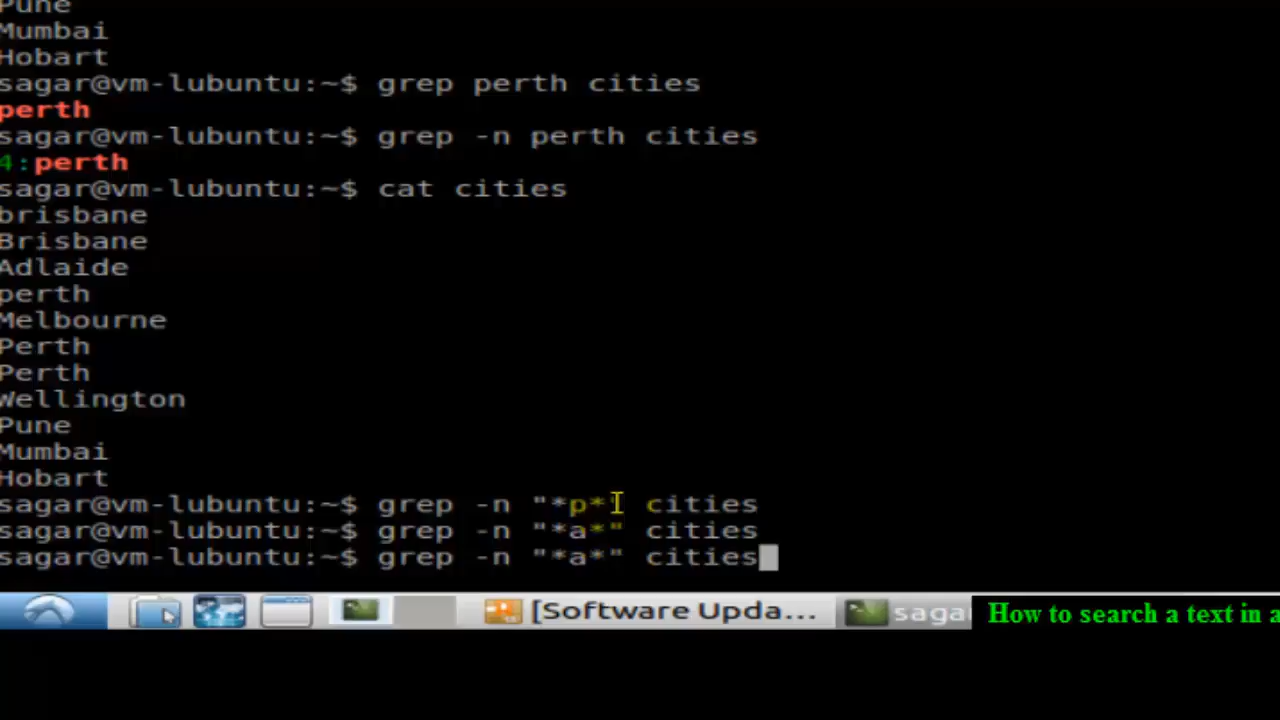 Pune
Mumbai
Hobart
sagar@vm-lubuntu:~$ grep perth cities
perth
sagar@vm-lubuntu:~$ grep -n perth cities
4:perth
sagar@vm-lubuntu:~$ cat cities
brisbane
Brisbane
Adlaide
perth
Melbourne
Perth
Perth
Wellington
Pune
Mumbai
Hobart
sagar@vm-lubuntu:~$ grep -n "*p*" cities
sagar@vm-lubuntu:~$ grep -n "*a*" cities
sagar@vm-lubuntu:~$ grep -n "*a*" cities
[Software Upda... saga How to search a text in a